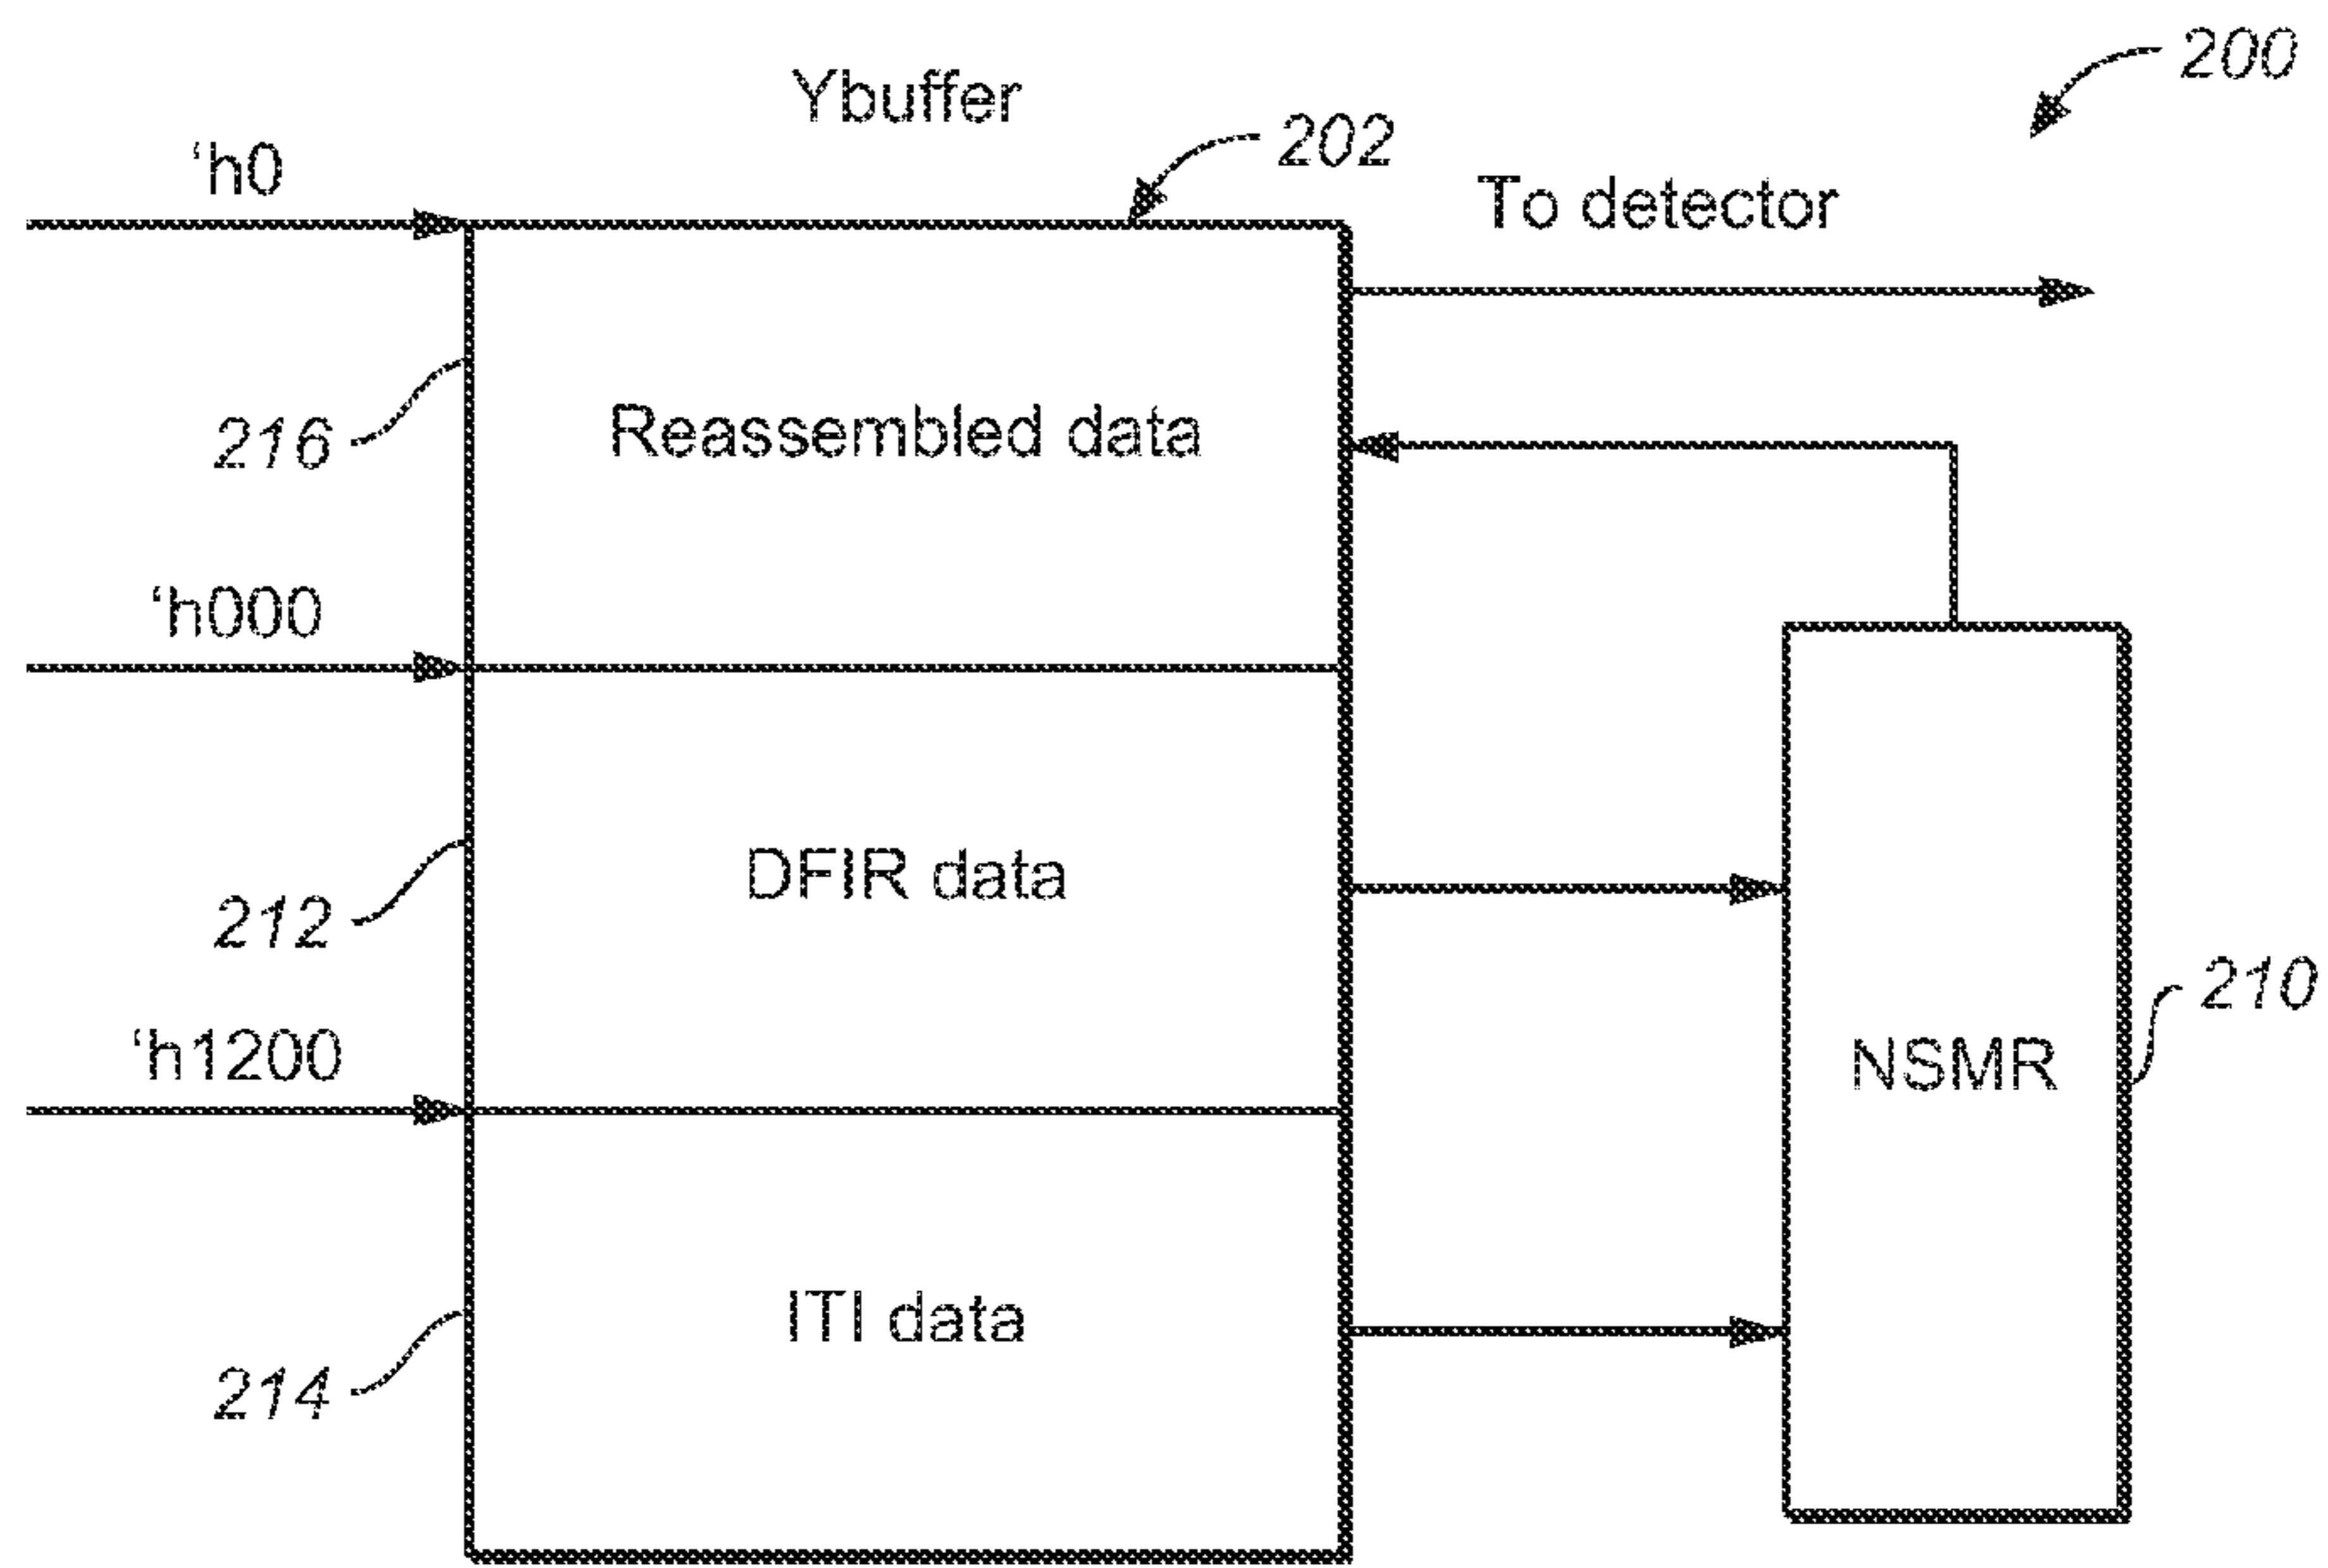 200
Ybuffer
202
‘h0
To detector
216
Reassembled data
‘h000
212
DFIR data
210
‘h1200
NSMR
ITI data
214